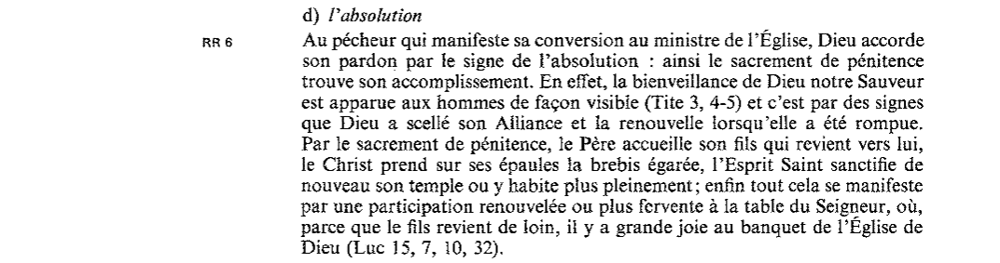 d) l'absolution
RR 6 Au pécheur qui manifeste sa conversion au ministre de l'Église, Dieu accorde
son pardon par le signe de l'absolution : ainsi le sacrement de pénitence
trouve son accomplissement. En effet, la bienveillance de Dieu notre Sauveur
est apparue aux hommes de façon visible (Tite 3, 4-5) et c'est par des signes
que Dieu a scellé son Alliance et la renouvelle lorsqu'elle a été rompue.
Par le sacrement de pénitence, le Père accueille son fils qui revient vers lui,
le Christ prend sur ses épaules la brebis égarée, l'Esprit Saint sanctifie de
nouveau son temple ou y habite plus pleinement ; enfin tout cela se manifeste
par une participation renouvelée ou plus fervente à la table du Seigneur, où,
parce que le fils revient de loin, il y a grande joie au banquet de l'Église de
Dieu (Luc 15, 7, 10, 32).